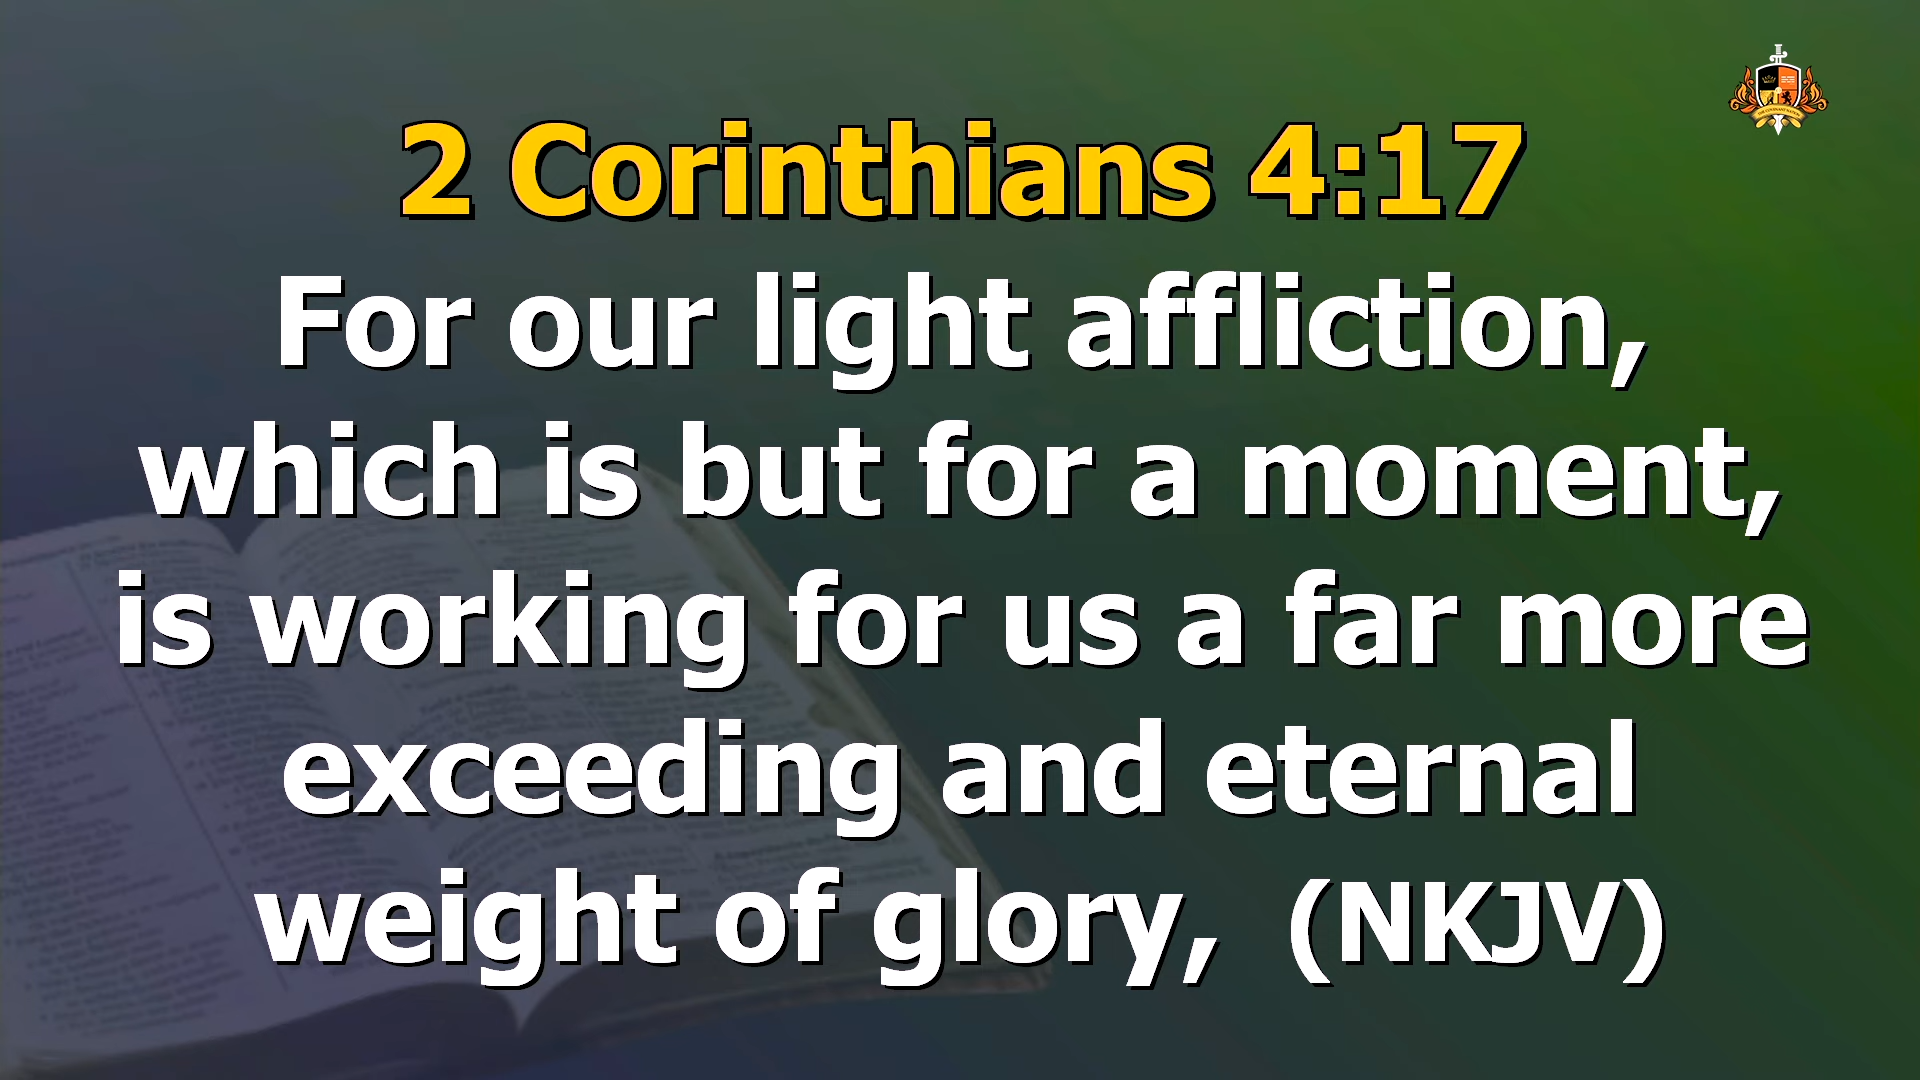 2 Corinthians 4:17
For our light affliction,
which is but for a moment,
is working for us a far more
exceeding and eternal
weight of glory,  (NKJV)